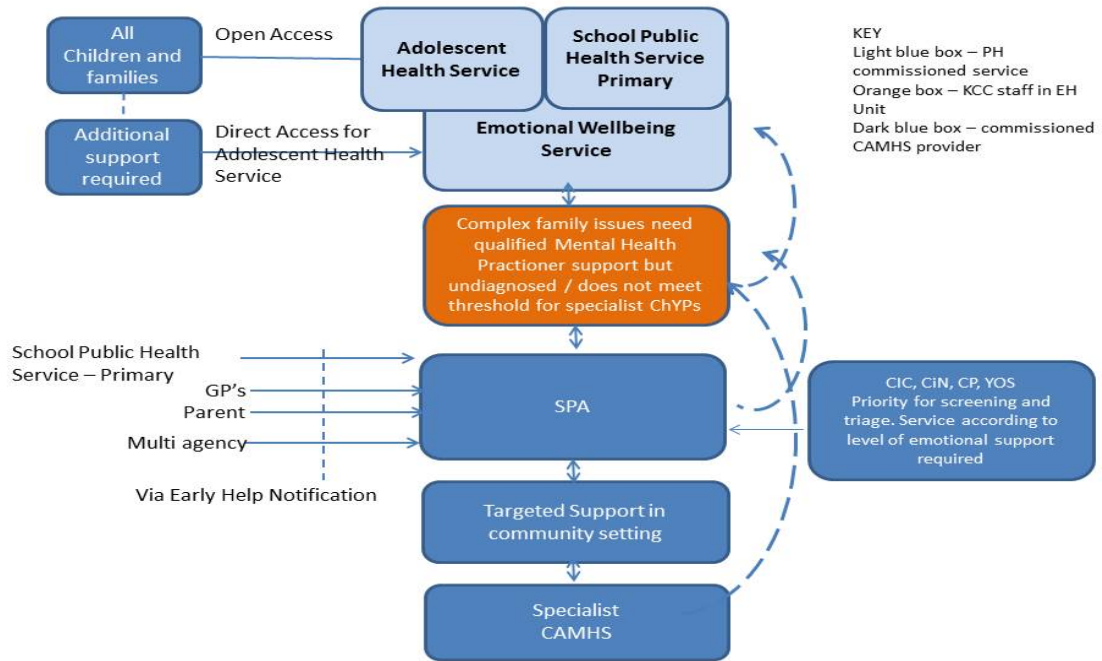 All
Children and
families
Open Access
Adolescent
Health Service
School Public
Health Service
Primary
KEY
Light blue box – PH
commissioned service
Orange box – KCC staff in EH
Unit
Dark blue box – commissioned
CAMHS provider
Additional
support
required
Direct Access for
Adolescent Health
Service
Emotional Wellbeing
Service
Complex family issues need
qualified Mental Health
Practioner support but
undiagnosed / does not meet
threshold for specialist ChYPs
School Public Health
Service – Primary
GP's
Parent
Multi agency
Via Early Help Notification
SPA
CIC, CiN, CP, YOS
Priority for screening and
triage. Service according to
level of emotional support
required
Targeted Support in
community setting
Specialist
CAMHS